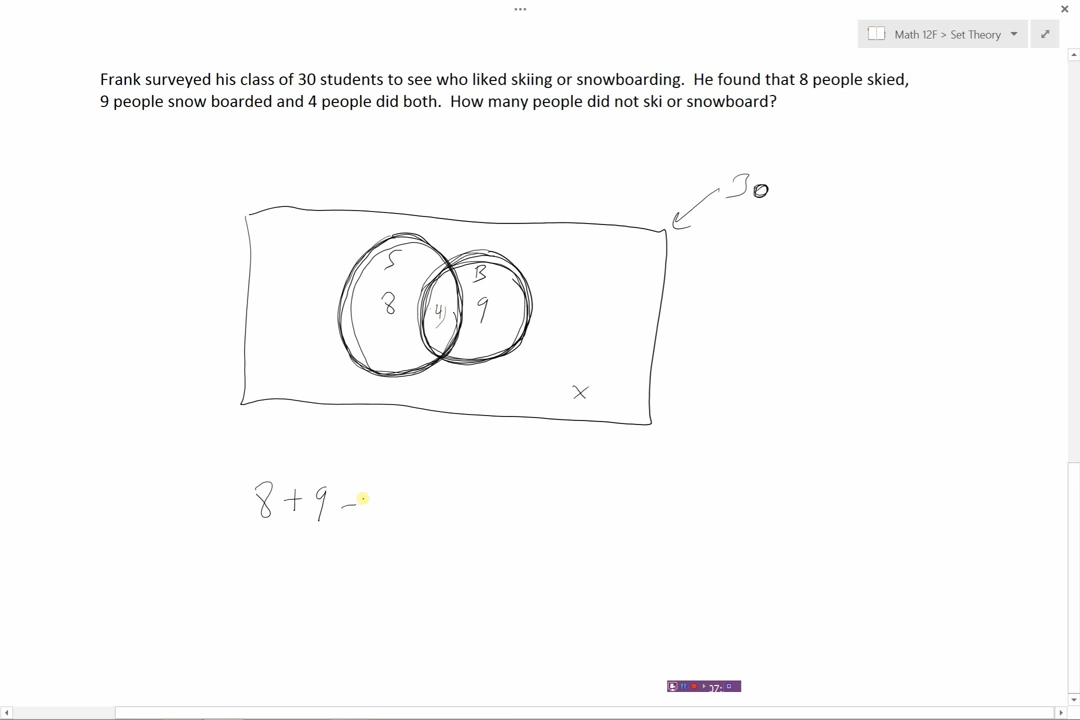 Math 12F > Set Theory
Frank surveyed his class of 30 students to see who liked skiing or snowboarding. He found that 8 people skied,
9 people snow boarded and 4 people did both. How many people did not ski or snowboard?
30
S
B
8
4
9
x
8 + 9 -